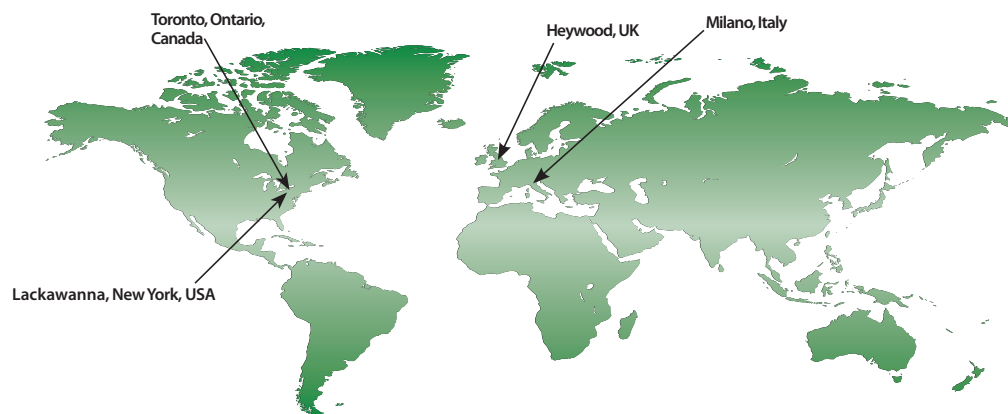 Toronto, Ontario,
Canada
Heywood, UK
Milano, Italy
Lackawanna, New York, USA